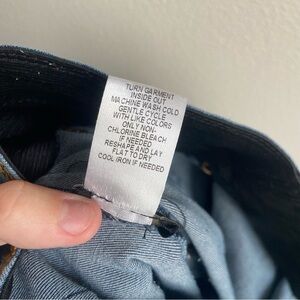 TURN GARMENT
INSIDE OUT
MACHINE WASH COLD
GENTLE CYCLE
WITH LIKE COLORS
ONLY NON-
CHLORINE BLEACH
IF NEEDED
RESHAPE AND LAY
FLAT TO DRY
COOL IRON IF NEEDED